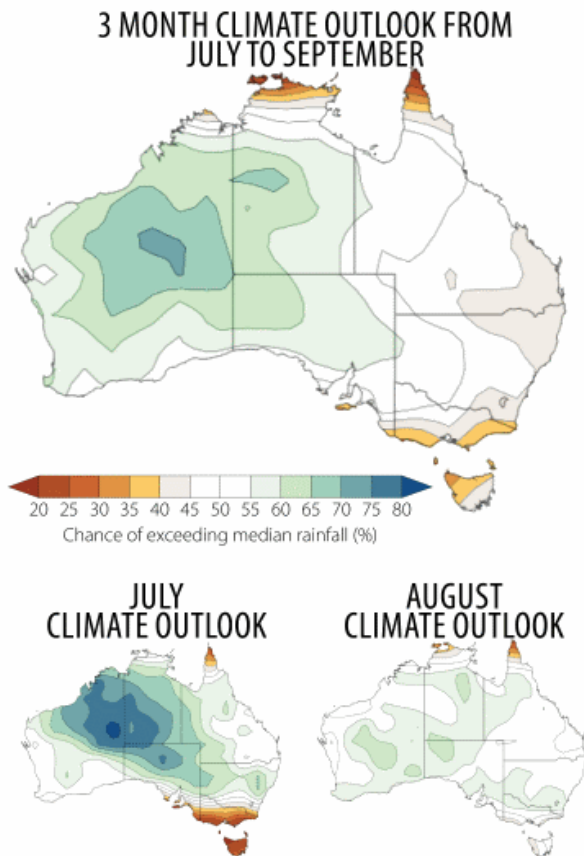 3 MONTH CLIMATE OUTLOOK FROM
JULY TO SEPTEMBER
20 25 30 35 40 45 50 55 60 65 70 75 80
Chance of exceeding median rainfall (%)
JULY
CLIMATE OUTLOOK
AUGUST
CLIMATE OUTLOOK